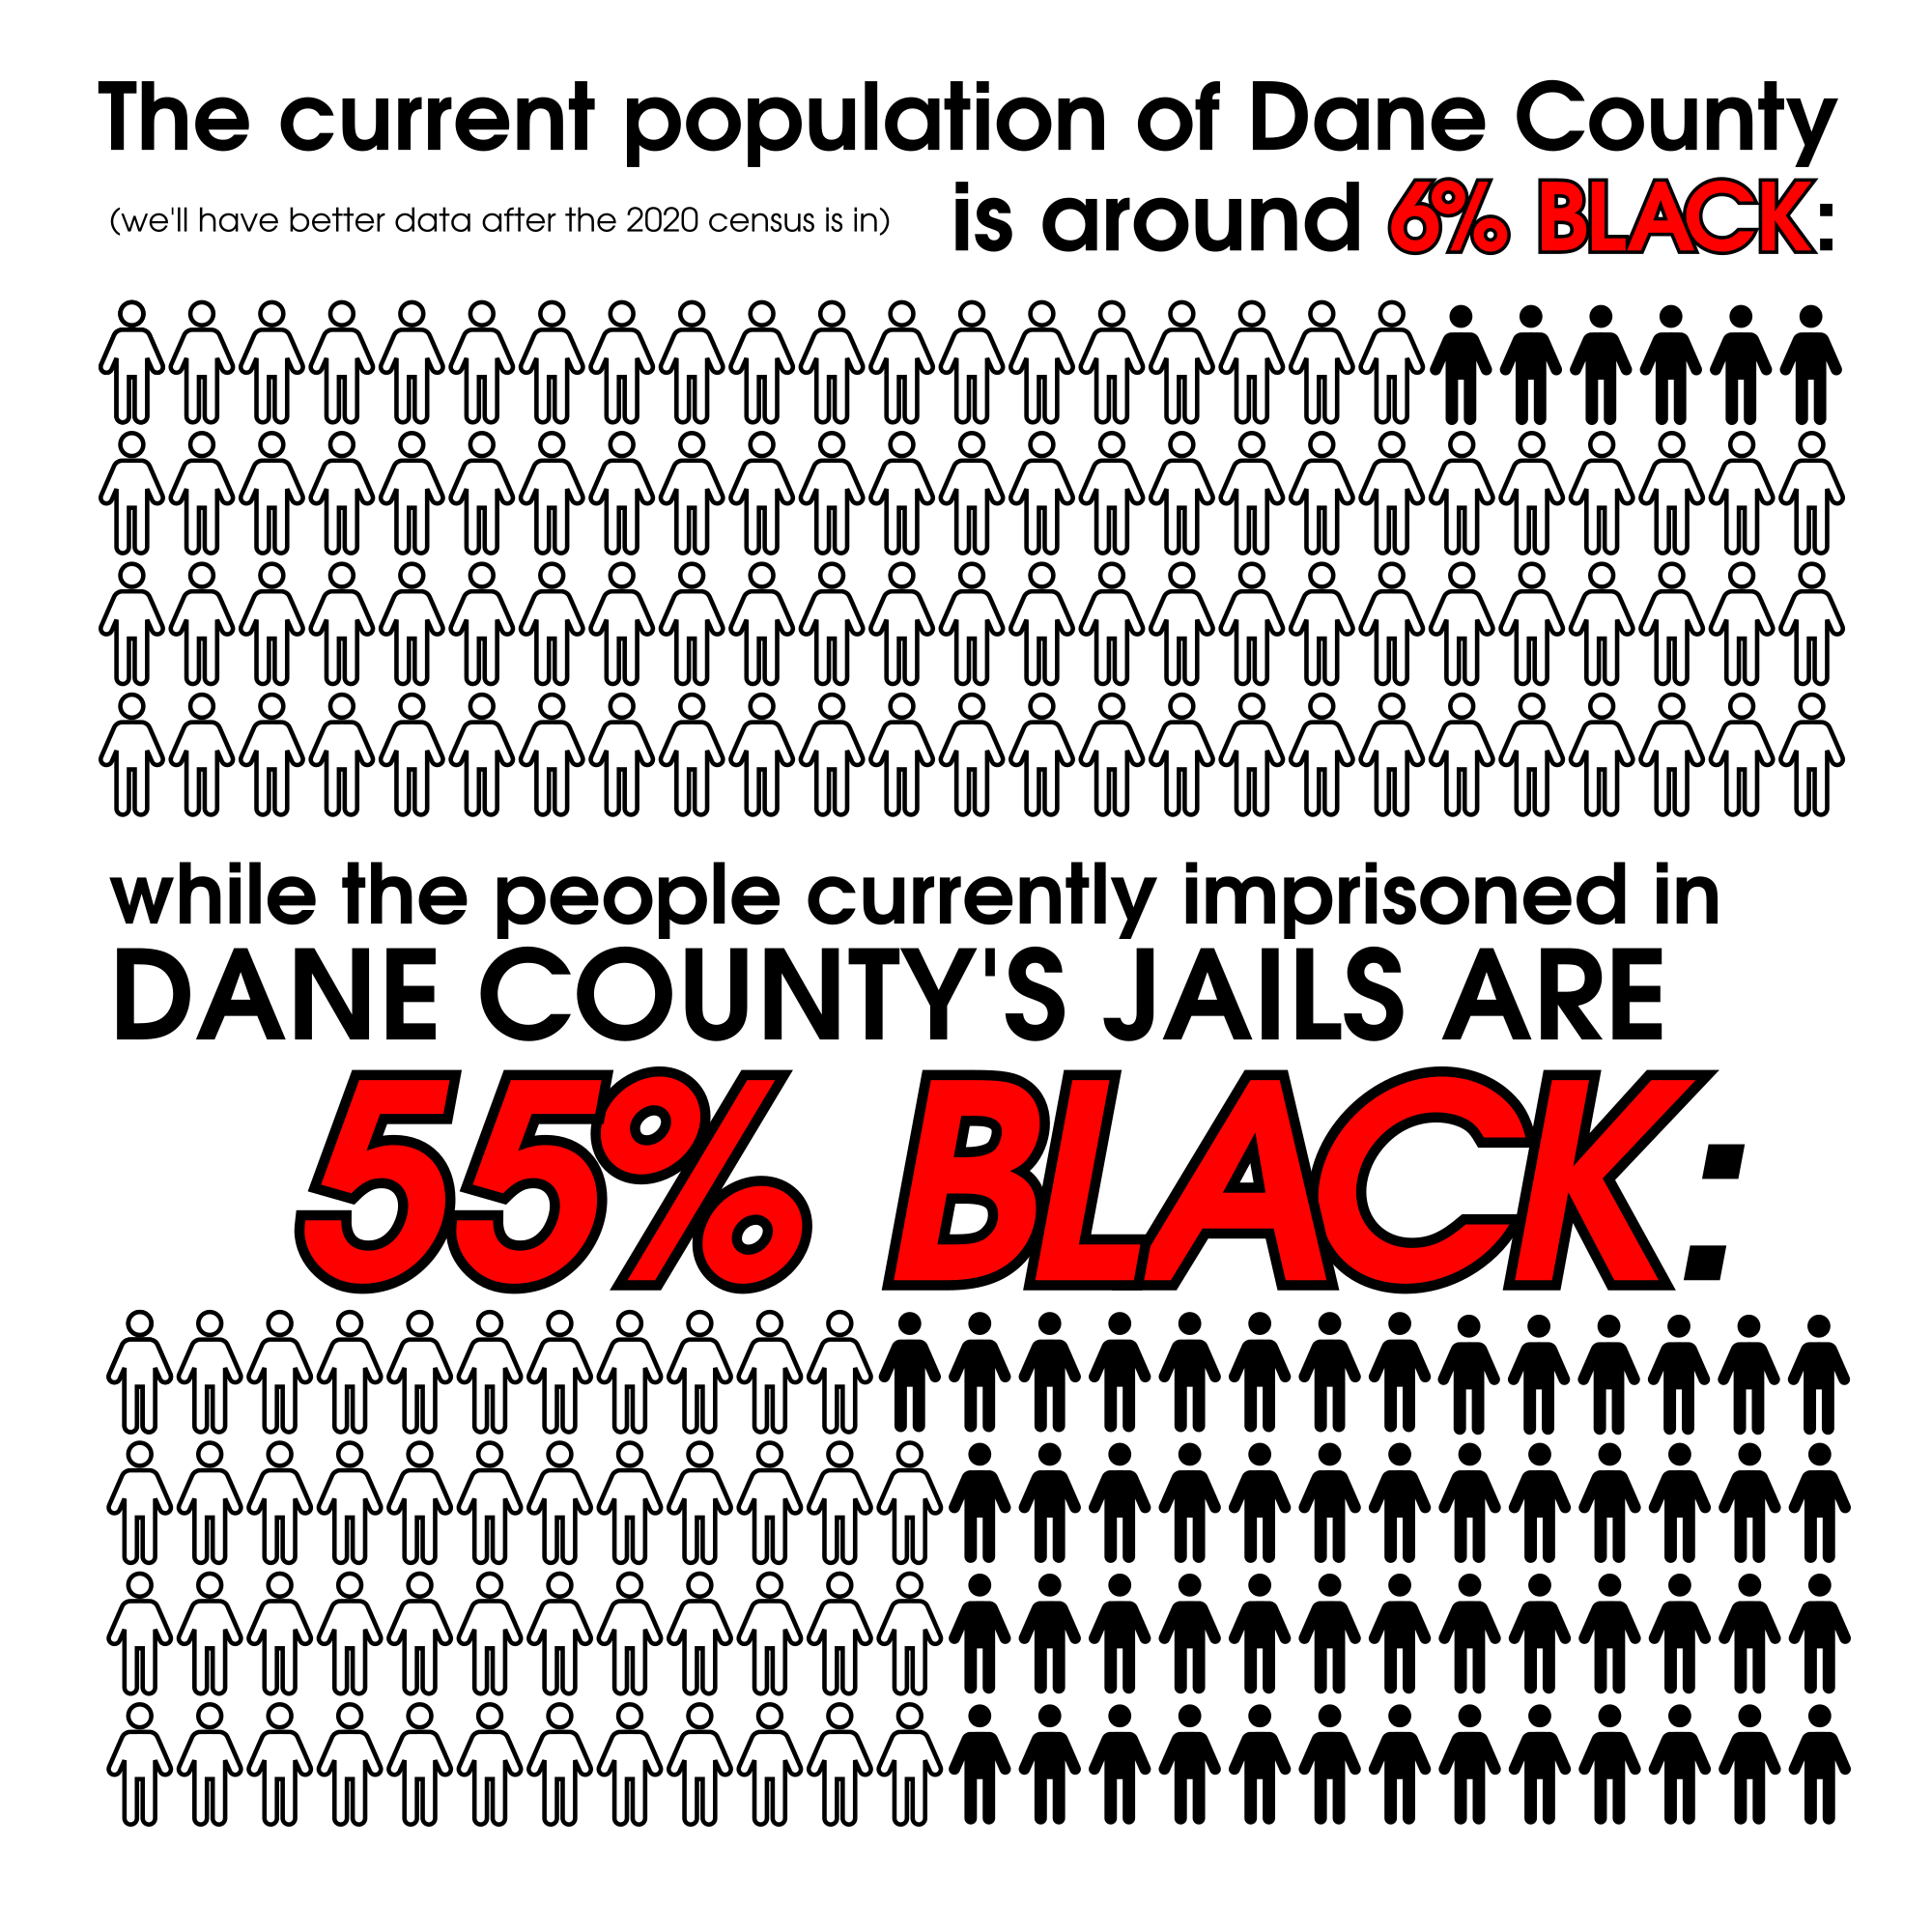 The current population of Dane County
(we'll have better data after the 2020 census is in) is around 6% BLACK:
while the people currently imprisoned in
DANE COUNTY'S JAILS ARE
55% BLACK: